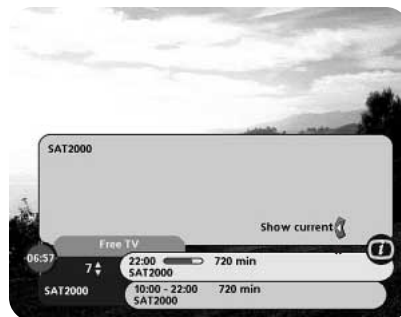 SAT2000
Show current
Free TV
06:57
7
22:00 720 min
SAT2000
i
SAT2000
10:00 - 22:00 720 min
SAT2000